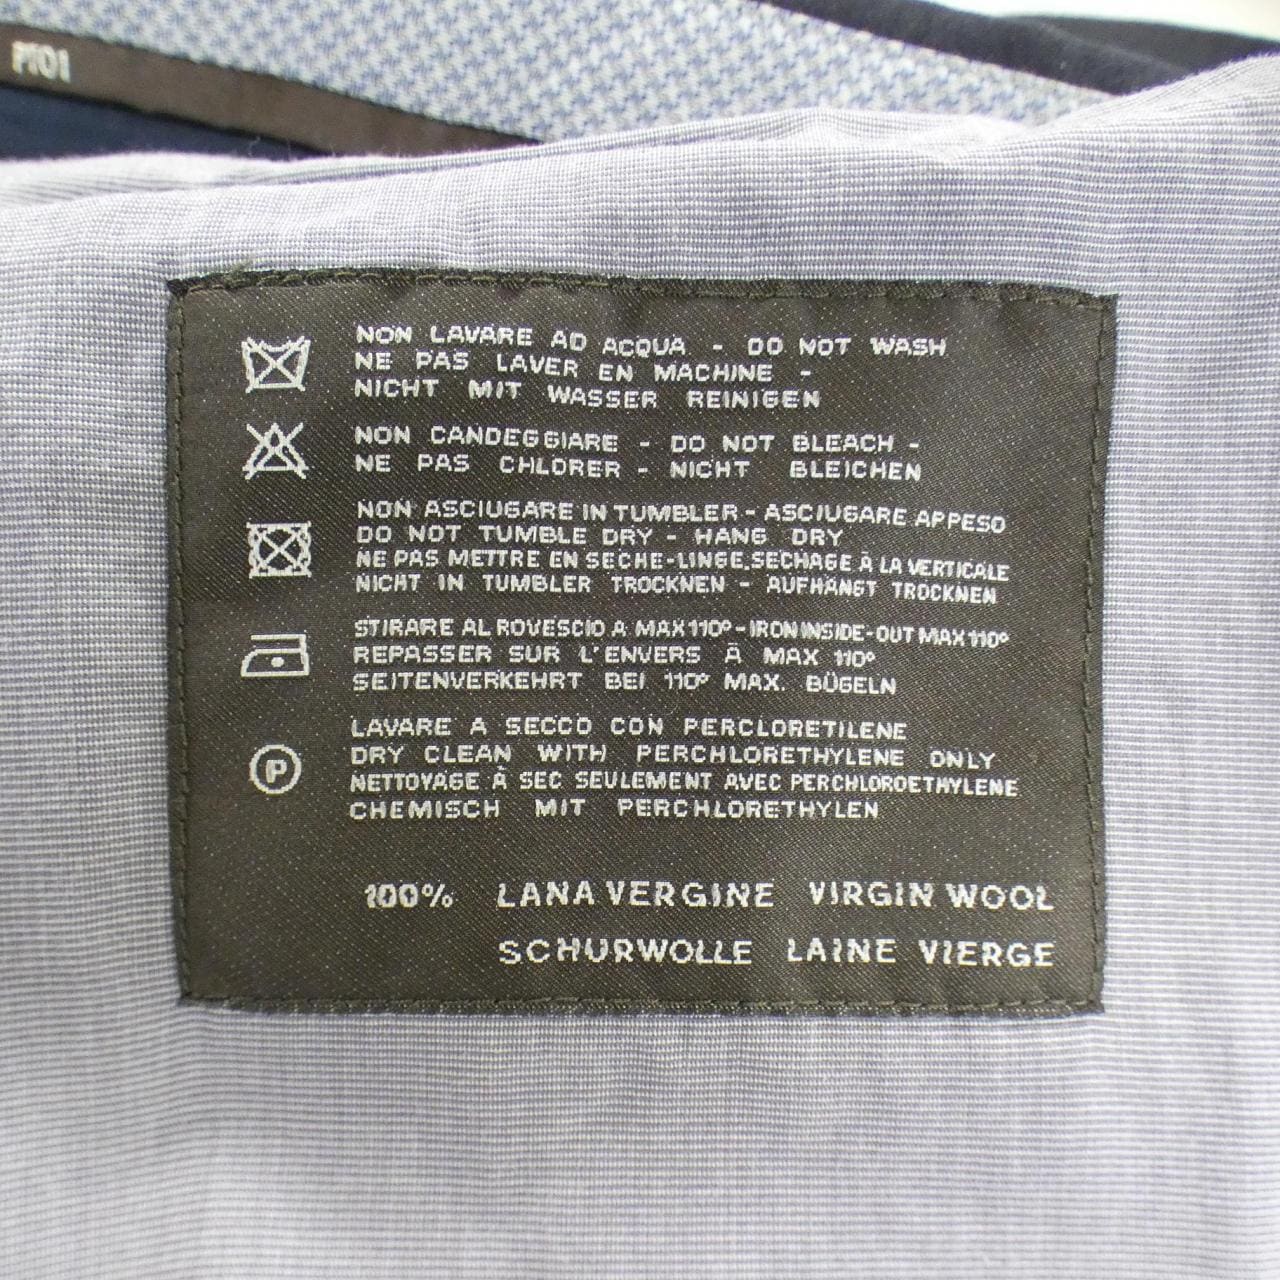 PT01
NON LAVARE AD ACQUA - DO NOT WASH
NE PAS LAVER EN MACHINE -
NICHT MIT WASSER REINIGEN
NON CANDEGGIARE - DO NOT BLEACH -
NE PAS CHLORER - NICHT BLEICHEN
NON ASCIUGARE IN TUMBLER - ASCIUGARE APPESO
DO NOT TUMBLE DRY - HANG DRY
NE PAS METTRE EN SECHE-LINGE.SECHAGE À LA VERTICALE
NICHT IN TUMBLER TROCKNEN - AUFHÄNGT TROCKNEN
STIRARE AL ROVESCIO A MAX 110° - IRON INSIDE-OUT MAX 110°
REPASSER SUR L'ENVERS À MAX 110°
SEITENVERKEHRT BEI 110° MAX. BÜGELN
P
LAVARE A SECCO CON PERCLORETILENE
DRY CLEAN WITH PERCHLORETHYLENE ONLY
NETTOYAGE À SEC SEULEMENT AVEC PERCHLOROETHYLENE
CHEMISCH MIT PERCHLORETHYLEN
100% LANA VERGINE VIRGIN WOOL
SCHURWOLLE LAINE VIERGE